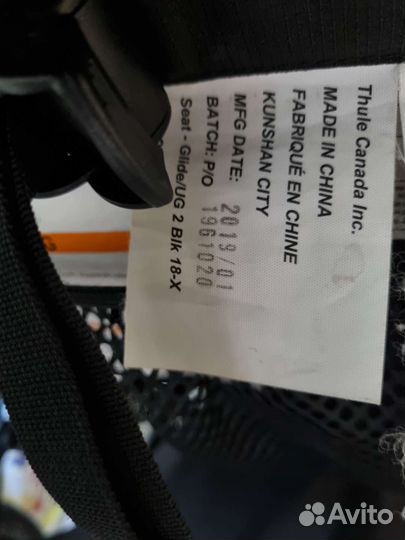 Thule Canada Inc.
MADE IN CHINA
FABRIQUÉ EN CHINE
KUNSHAN CITY
MFG DATE: 2019/01
BATCH: P/O 1961020
Seat - Glide/UG 2 Blk 18-X
Avito